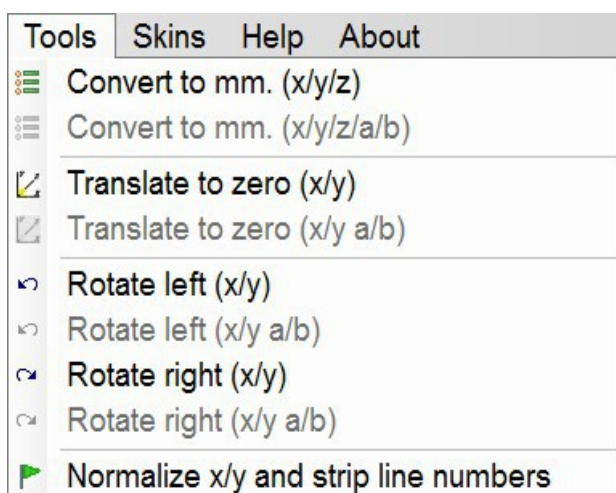 Tools Skins Help About
Convert to mm. (x/y/z)
Convert to mm. (x/y/z/a/b)
Translate to zero (x/y)
Translate to zero (x/y a/b)
Rotate left (x/y)
Rotate left (x/y a/b)
Rotate right (x/y)
Rotate right (x/y a/b)
Normalize x/y and strip line numbers